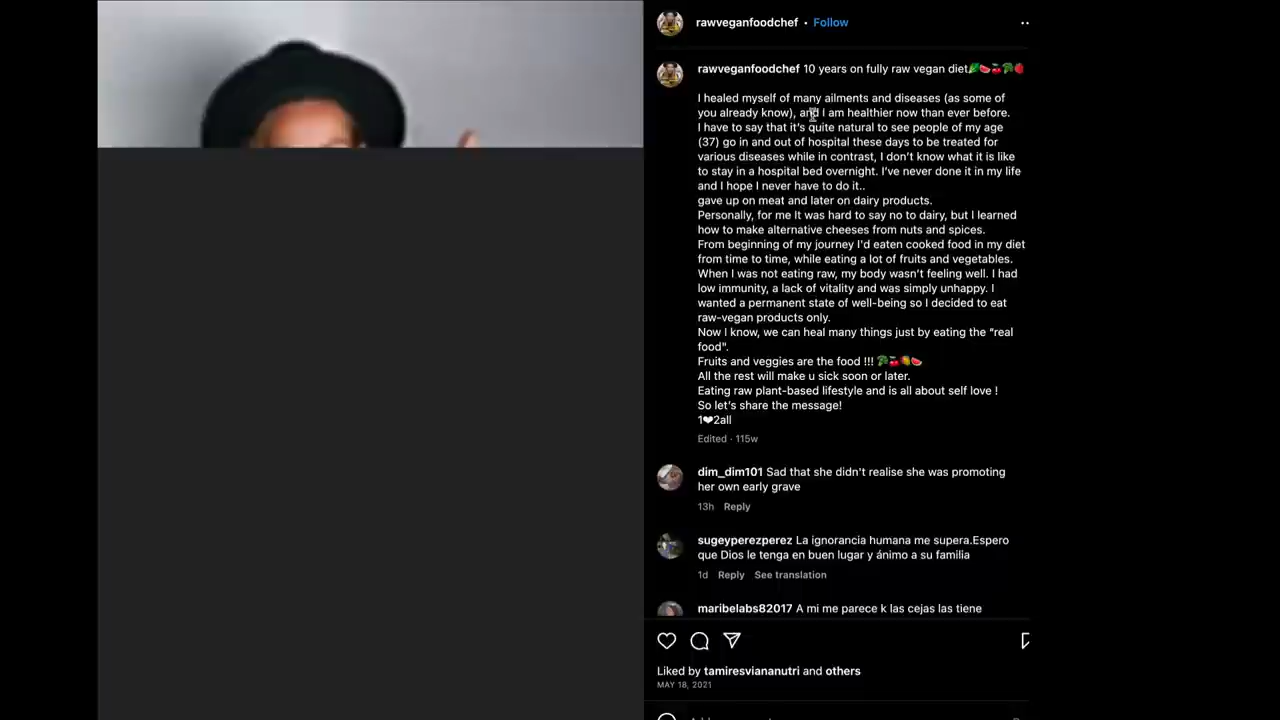 rawveganfoodchef • Follow
rawveganfoodchef 10 years on fully raw vegan diet
I healed myself of many ailments and diseases (as some of
you already know), and I am healthier now than ever before.
I have to say that it's quite natural to see people of my age
(37) go in and out of hospital these days to be treated for
various diseases while in contrast, I don't know what it is like
to stay in a hospital bed overnight. I've never done it in my life
and I hope I never have to do it..
gave up on meat and later on dairy products.
Personally, for me It was hard to say no to dairy, but I learned
how to make alternative cheeses from nuts and spices.
From beginning of my journey I'd eaten cooked food in my diet
from time to time, while eating a lot of fruits and vegetables.
When I was not eating raw, my body wasn't feeling well. I had
low immunity, a lack of vitality and was simply unhappy. I
wanted a permanent state of well-being so I decided to eat
raw-vegan products only.
Now I know, we can heal many things just by eating the "real
food".
Fruits and veggies are the food !!!
All the rest will make u sick soon or later.
Eating raw plant-based lifestyle and is all about self love !
So let's share the message!
1❤2all
Edited · 115w
dim_dim101 Sad that she didn't realise she was promoting
her own early grave
13h Reply
sugeyperezperez La ignorancia humana me supera.Espero
que Dios le tenga en buen lugar y ánimo a su familia
1d Reply See translation
maribelabs82017 A mi me parece k las cejas las tiene
Liked by tamiresviananutri and others
MAY 18, 2021